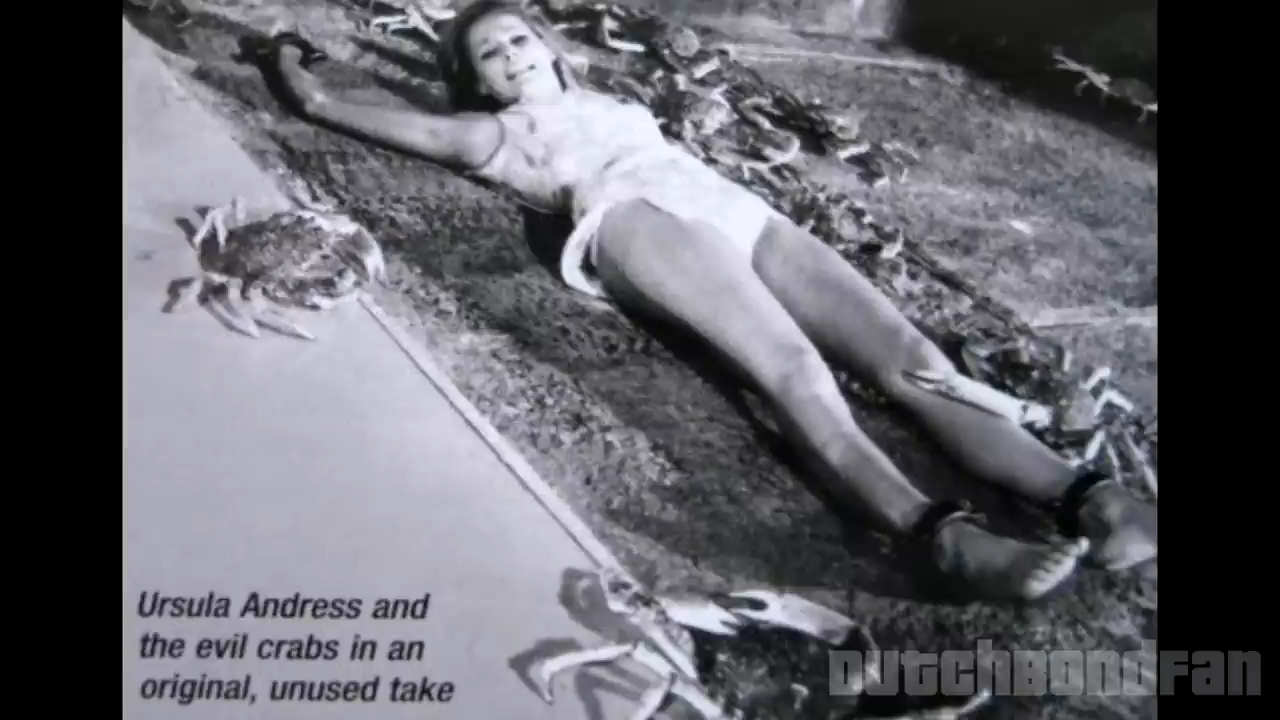 Ursula Andress and
the evil crabs in an
original, unused take
DUTCHBONDFAN